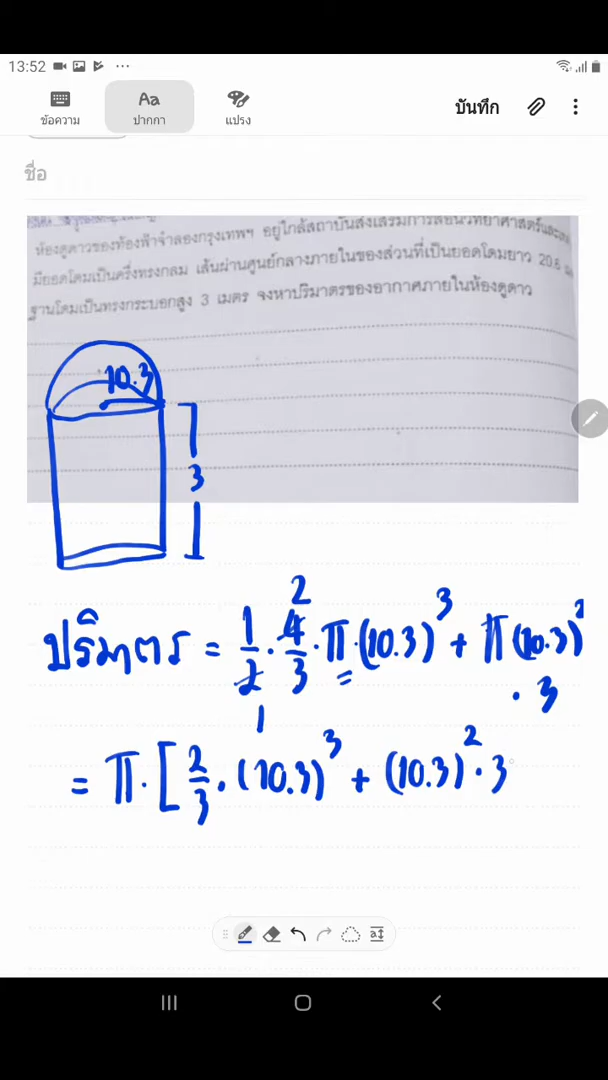 13:52
ข้อความ ปากกา แปรง บันทึก
ชื่อ
ห้องดูดาวของท้องฟ้าจำลองกรุงเทพฯ อยู่ใกล้สถาบันส่งเสริมการสอนวิทยาศาสตร์และ
มียอดโดมเป็นครึ่งทรงกลม เส้นผ่านศูนย์กลางภายในของส่วนที่เป็นยอดโดมยาว 20.6
ฐานโดมเป็นทรงกระบอกสูง 3 เมตร จงหาปริมาตรของอากาศภายในห้องดูดาว
10.3
3
ปริมาตร = 1/2 · 4/3 · π · (10.3)³ + π(10.3)²
2
1
· 3
= π · [ 2/3 · (10.3)³ + (10.3)² · 3